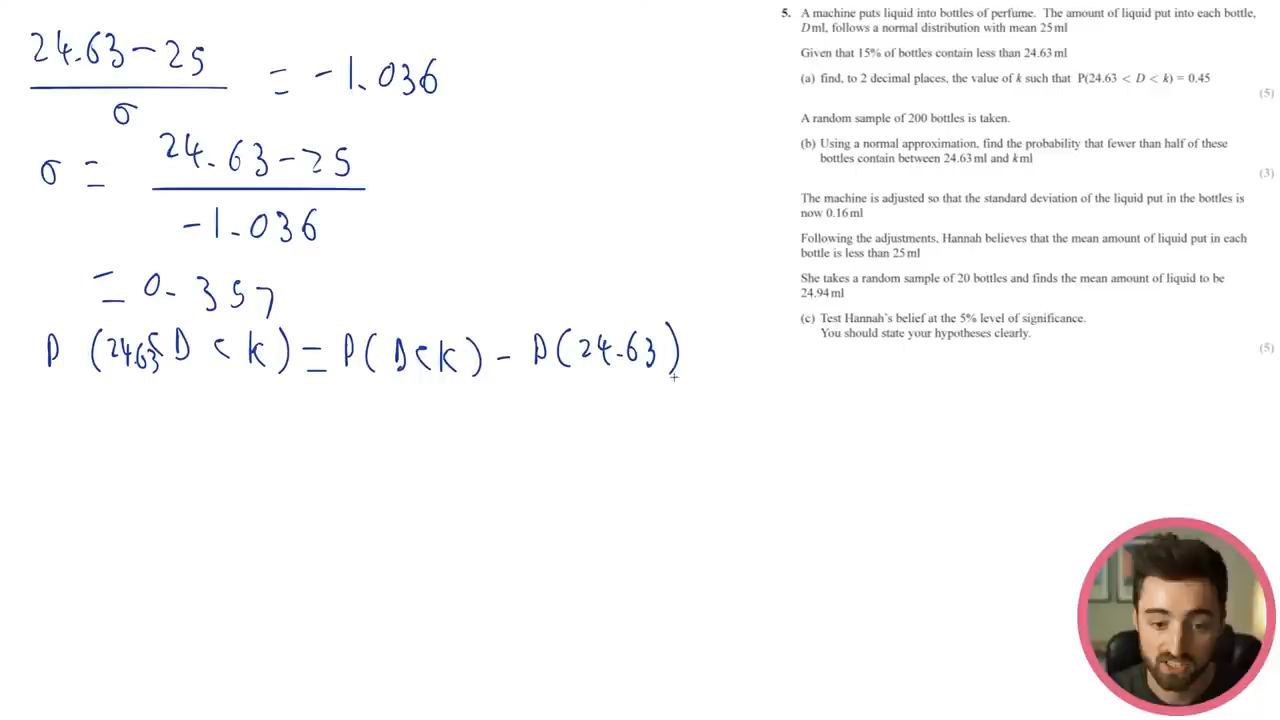 24.63-25
σ
= -1.036
σ = 24.63-25
-1.036
= 0.357
P (24.63 < D < k) = P(D<k) - P(24.63)
5. A machine puts liquid into bottles of perfume. The amount of liquid put into each bottle,
D ml, follows a normal distribution with mean 25 ml
Given that 15% of bottles contain less than 24.63 ml
(a) find, to 2 decimal places, the value of k such that P(24.63 < D < k) = 0.45
(5)
A random sample of 200 bottles is taken.
(b) Using a normal approximation, find the probability that fewer than half of these
bottles contain between 24.63 ml and k ml
(3)
The machine is adjusted so that the standard deviation of the liquid put in the bottles is
now 0.16 ml
Following the adjustments, Hannah believes that the mean amount of liquid put in each
bottle is less than 25 ml
She takes a random sample of 20 bottles and finds the mean amount of liquid to be
24.94 ml
(c) Test Hannah's belief at the 5% level of significance.
You should state your hypotheses clearly.
(5)